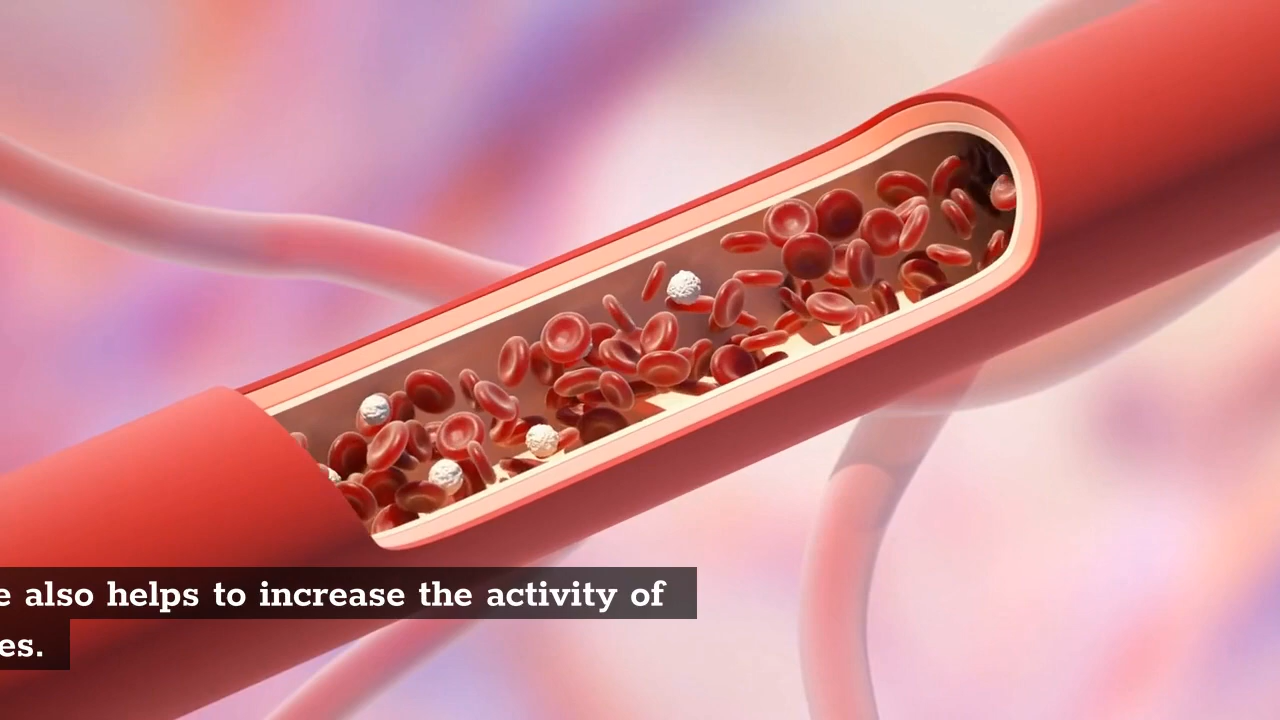 e also helps to increase the activity of
es.